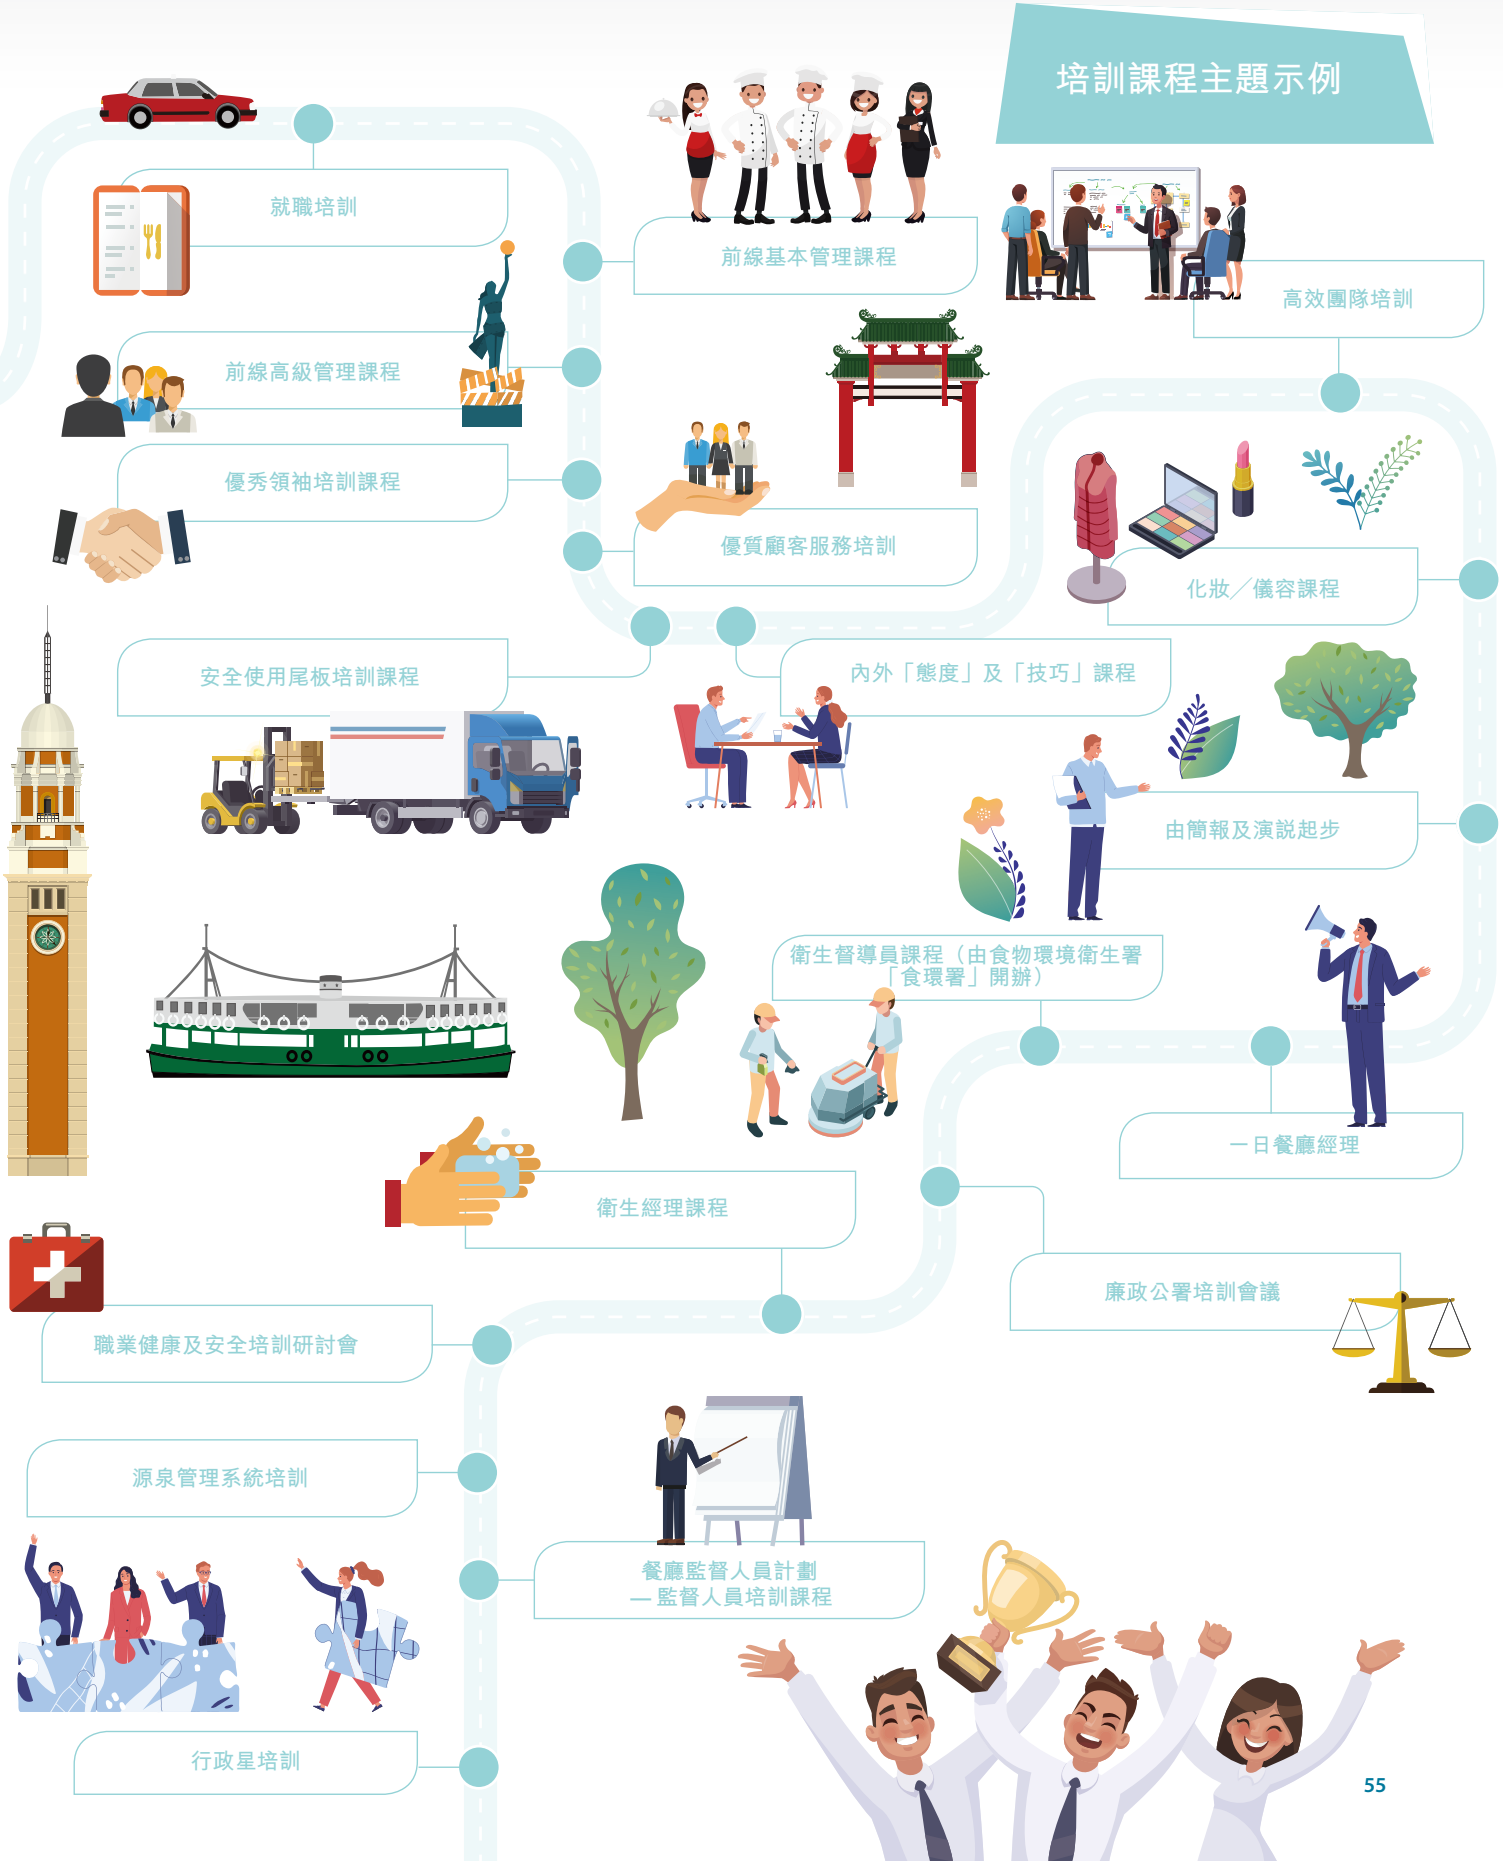 培訓課程主題示例
就職培訓
前線基本管理課程
高效團隊培訓
前線高級管理課程
優秀領袖培訓課程
優質顧客服務培訓
化妝／儀容課程
安全使用尾板培訓課程
內外「態度」及「技巧」課程
由簡報及演説起步
衛生督導員課程（由食物環境衛生署
「食環署」開辦）
一日餐廳經理
衛生經理課程
廉政公署培訓會議
職業健康及安全培訓研討會
源泉管理系統培訓
餐廳監督人員計劃
— 監督人員培訓課程
行政星培訓
55